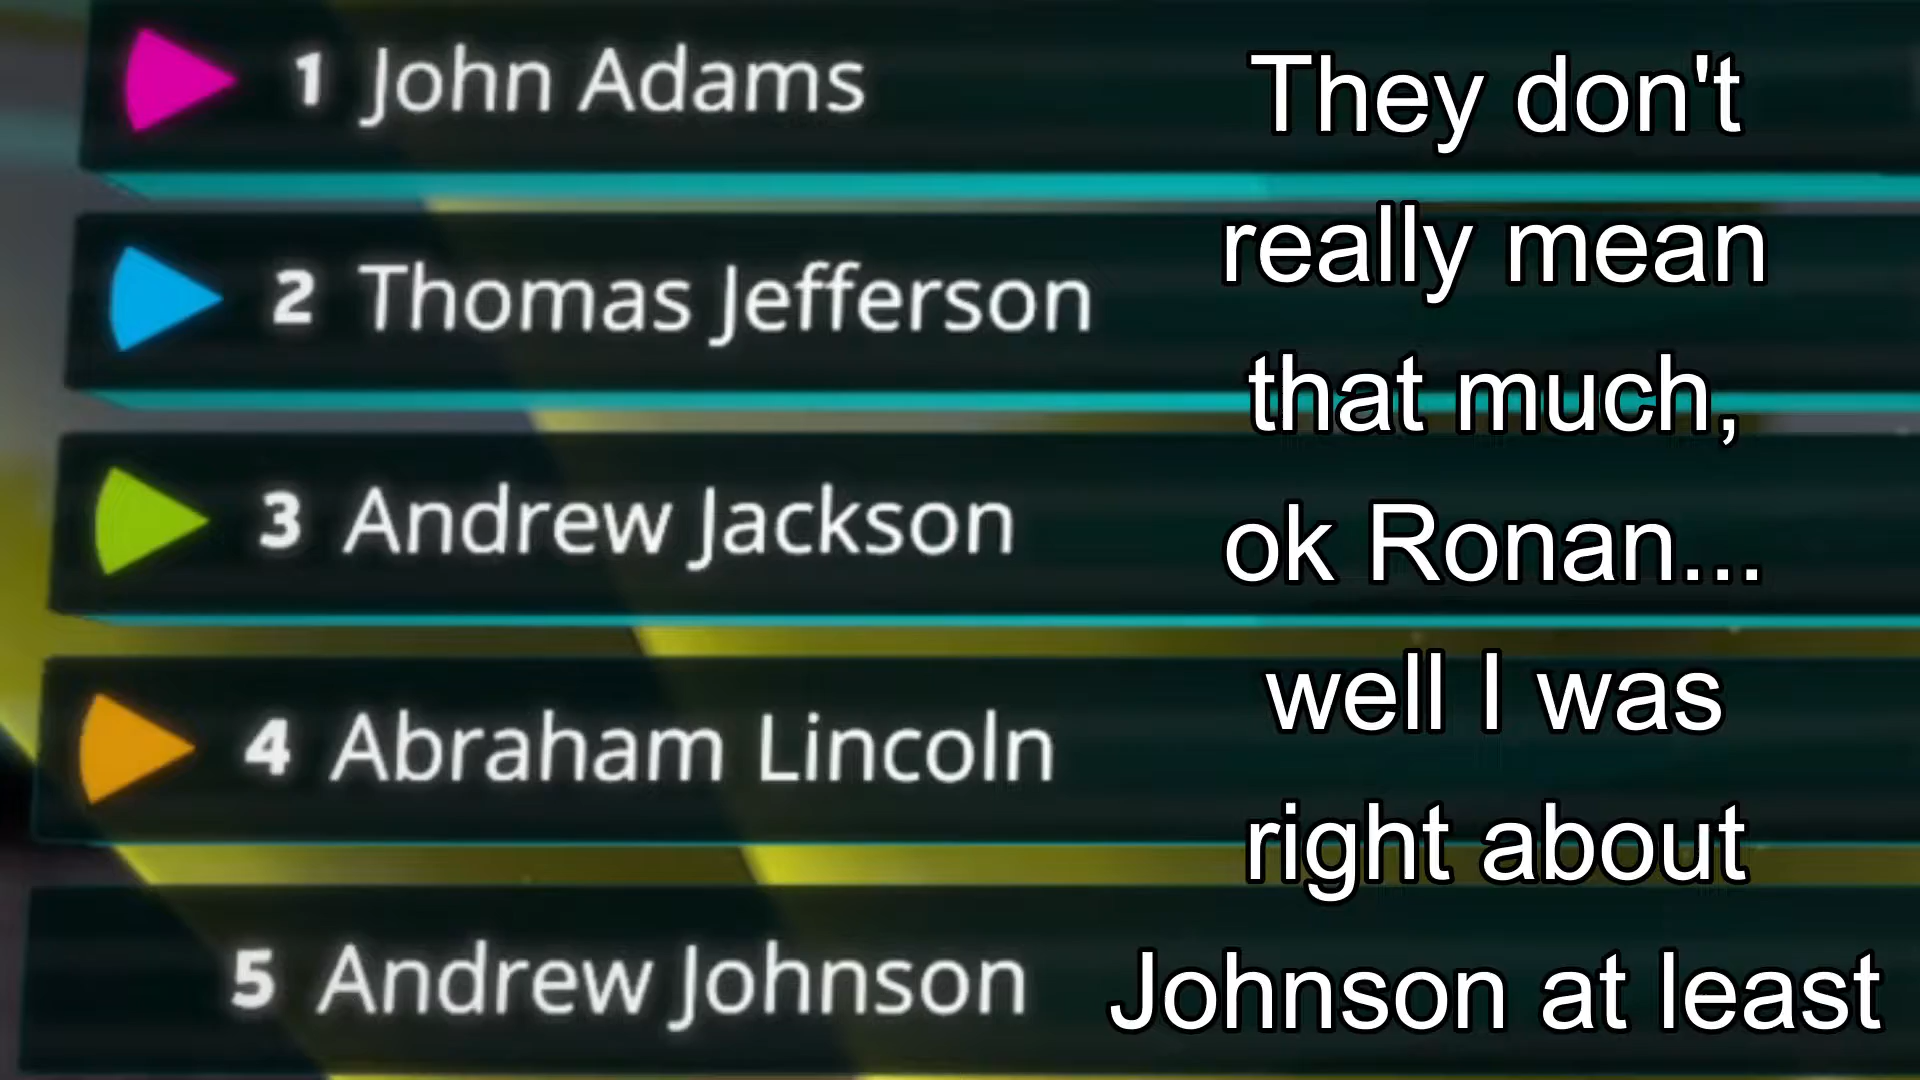 1 John Adams
2 Thomas Jefferson
3 Andrew Jackson
4 Abraham Lincoln
5 Andrew Johnson
They don't
really mean
that much,
ok Ronan...
well I was
right about
Johnson at least